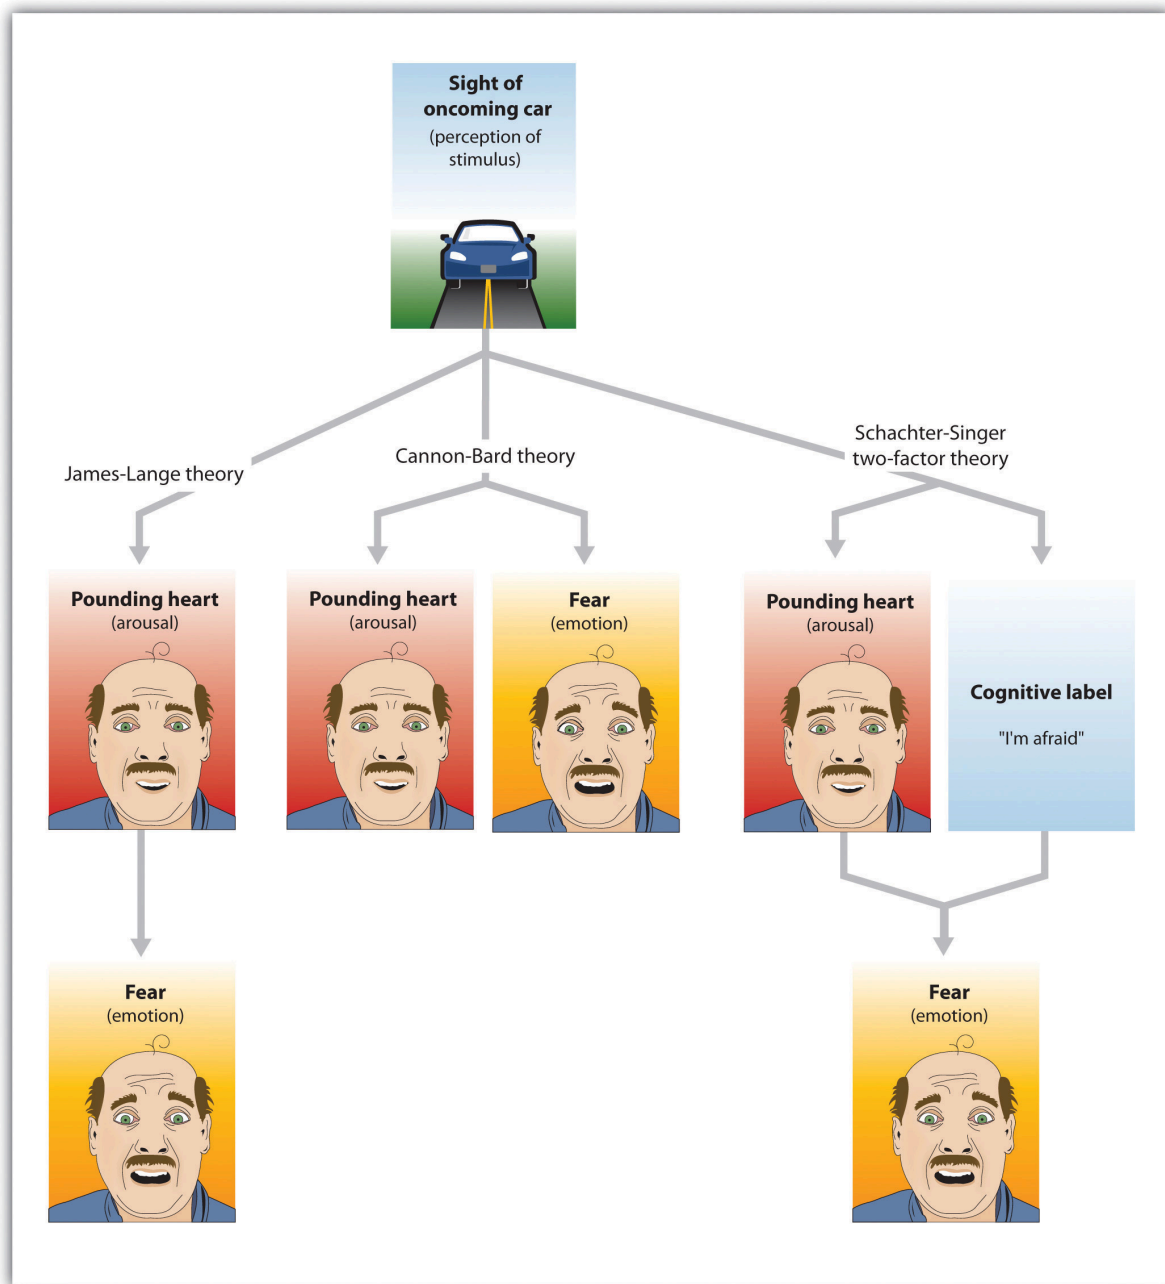 Sight of
oncoming car
(perception of
stimulus)
James-Lange theory
Cannon-Bard theory
Schachter-Singer
two-factor theory
Pounding heart
(arousal)
Pounding heart
(arousal)
Fear
(emotion)
Pounding heart
(arousal)
Cognitive label
"I'm afraid"
Fear
(emotion)
Fear
(emotion)